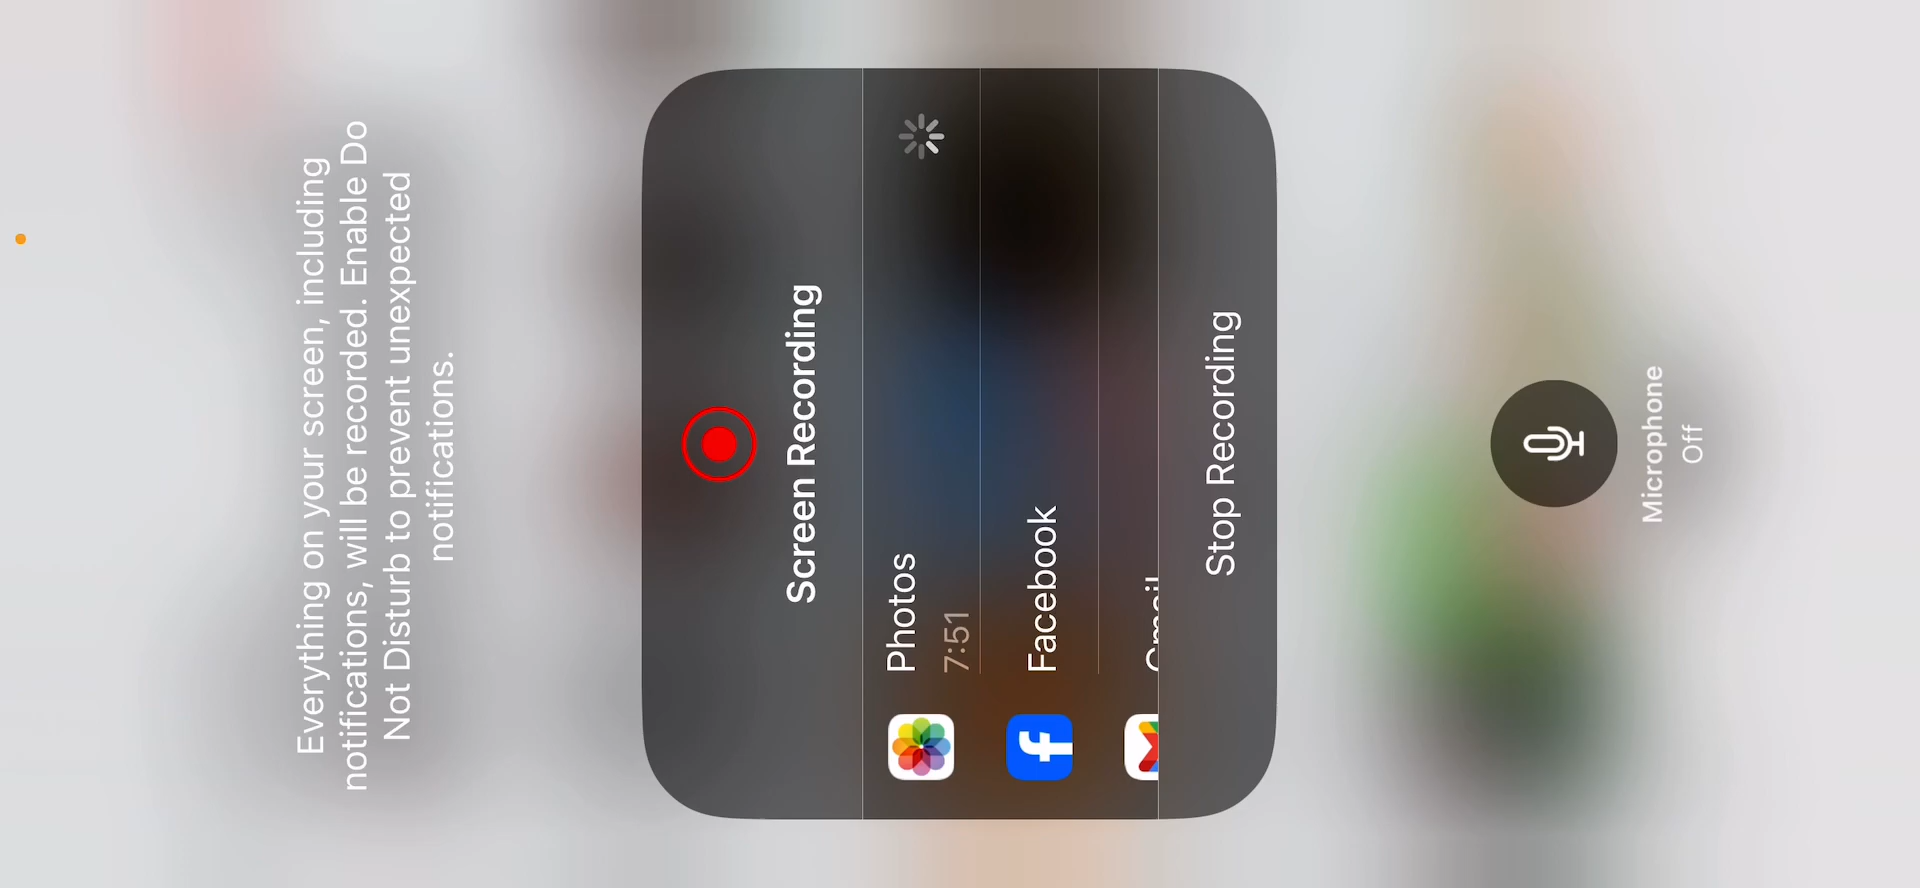 Everything on your screen, including
notifications, will be recorded. Enable Do
Not Disturb to prevent unexpected
notifications.
Screen Recording
Photos
7:51
Facebook
Gmail
Stop Recording
Microphone
Off